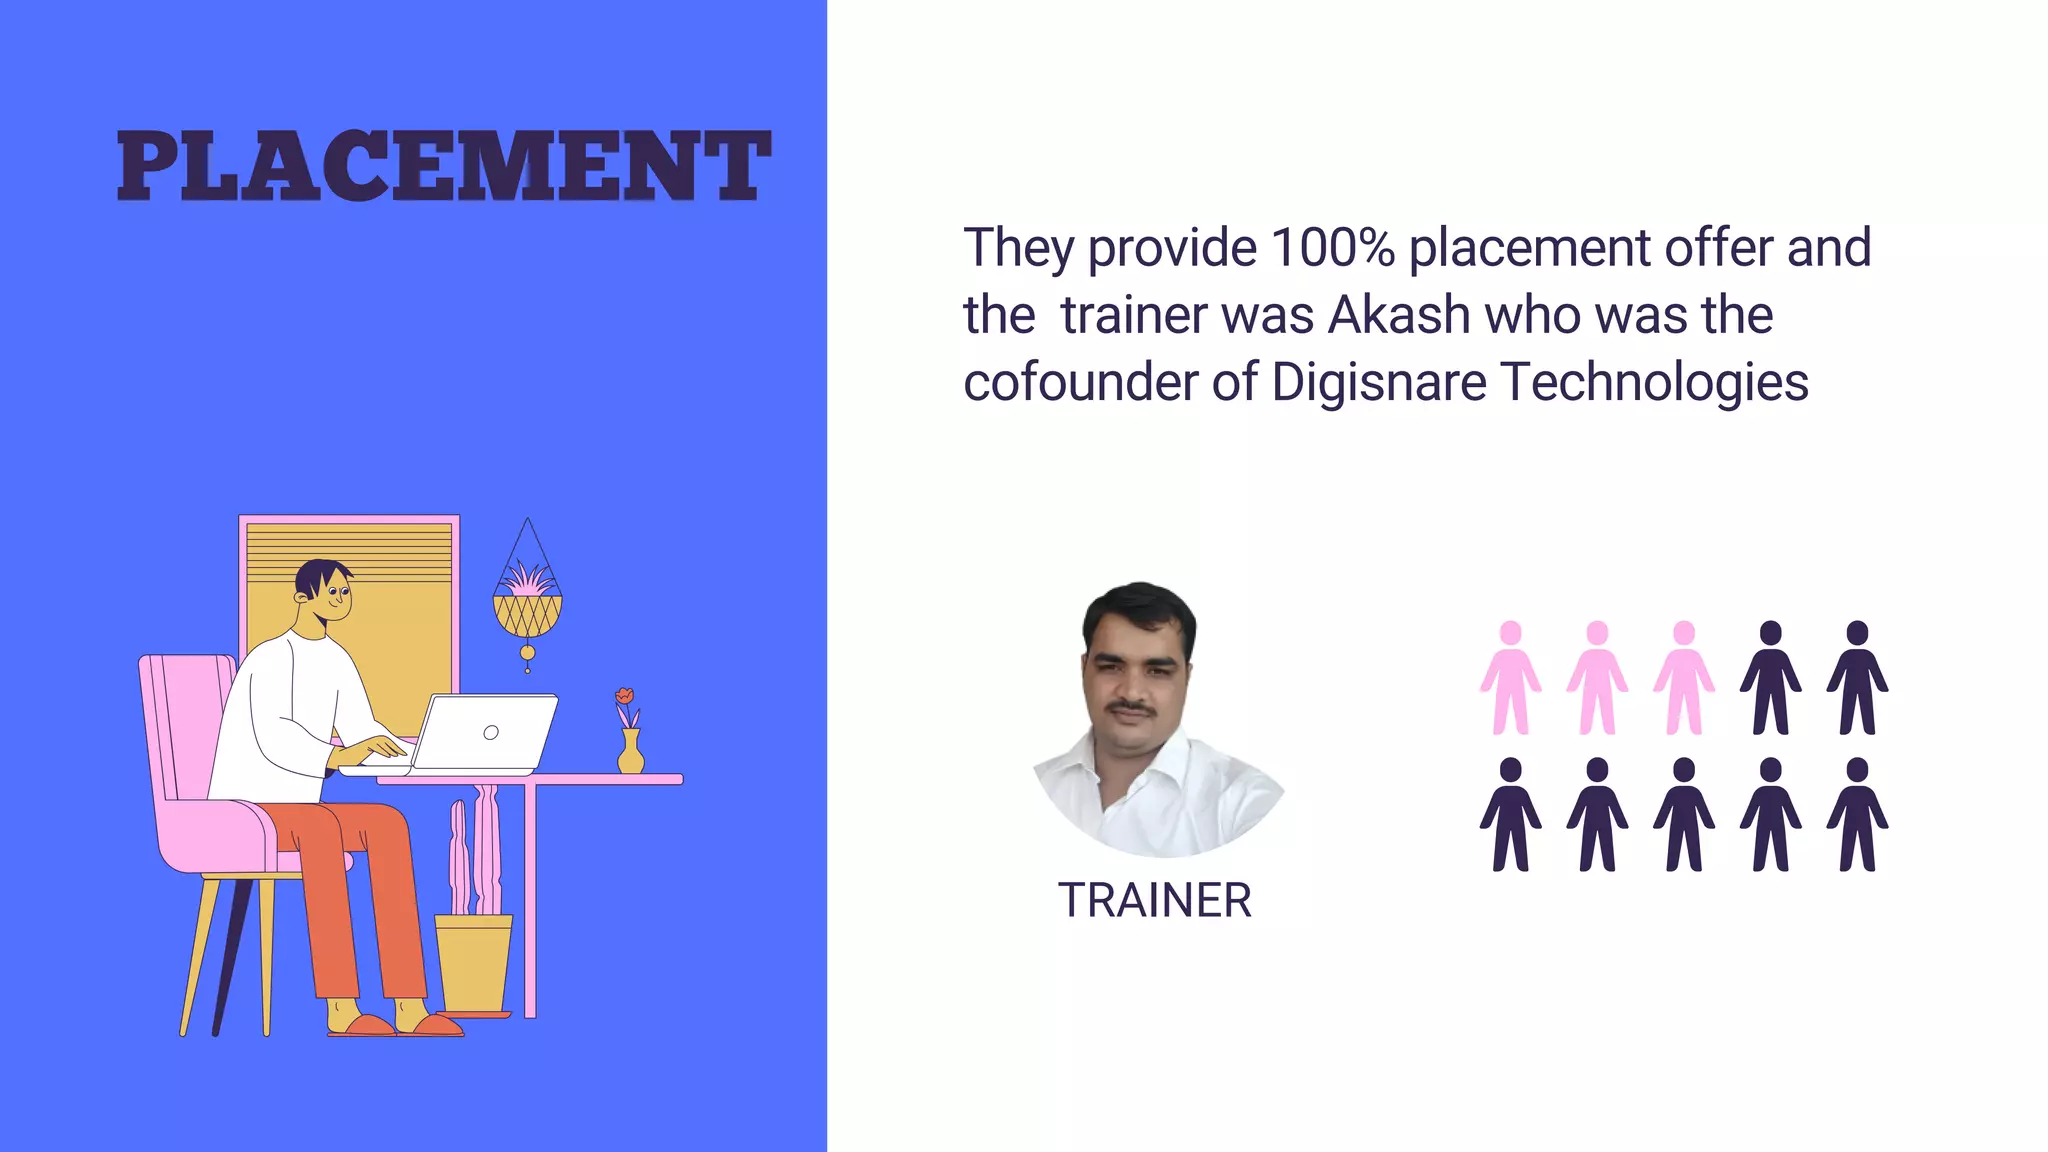 PLACEMENT
They provide 100% placement offer and
the  trainer was Akash who was the
cofounder of Digisnare Technologies
TRAINER